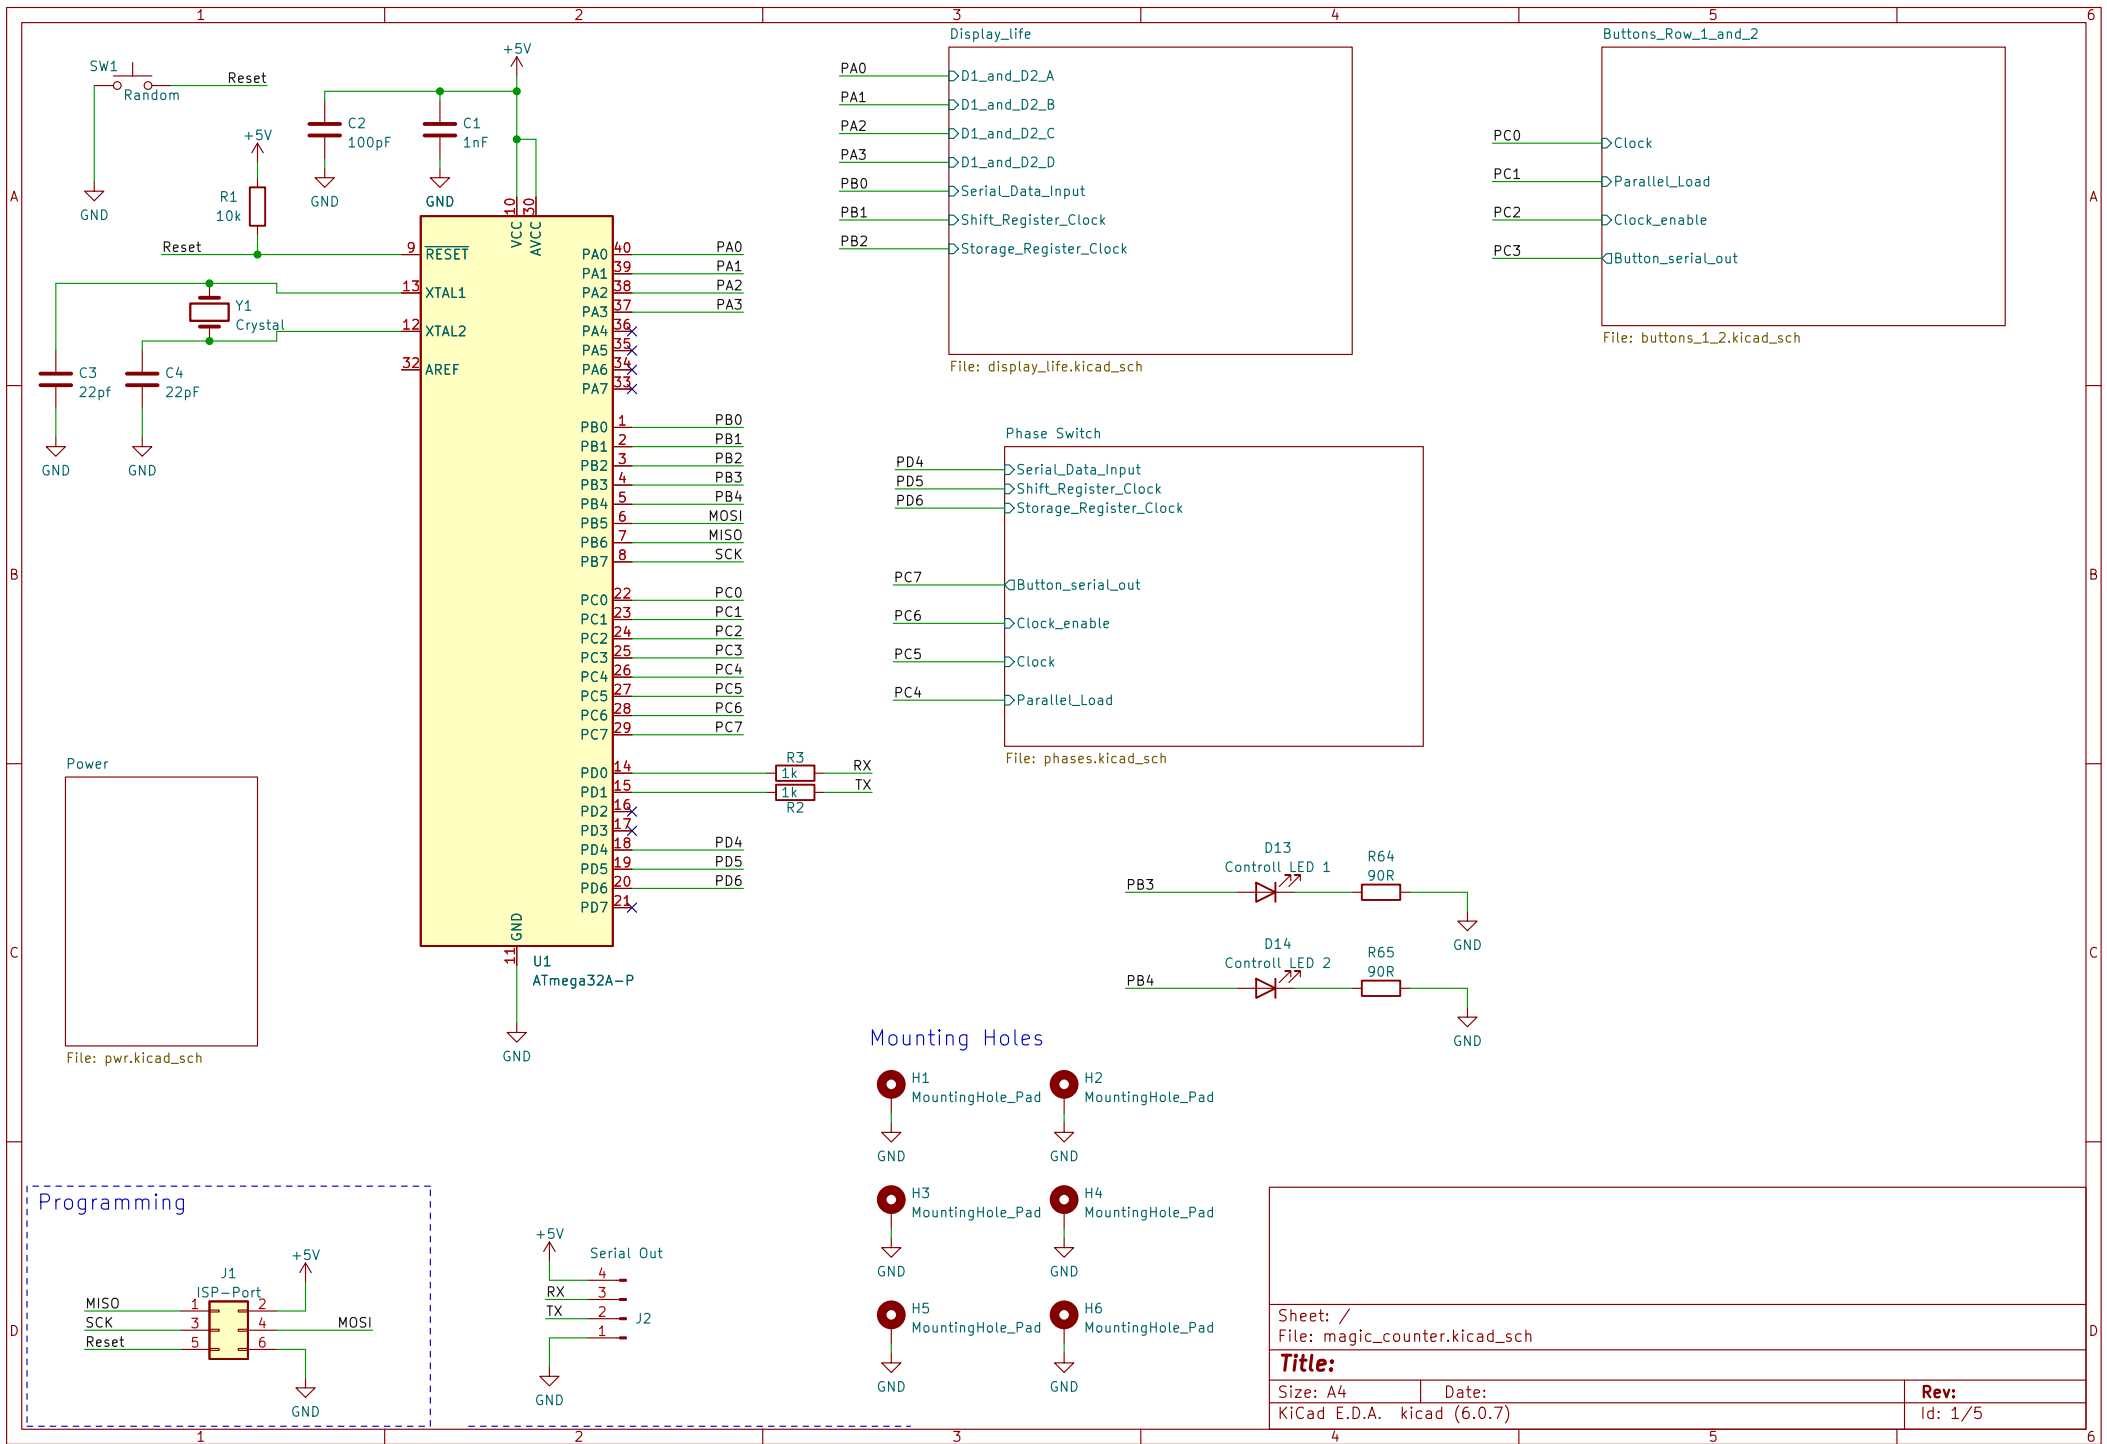 1 2 3 4 5 6
A
B
C
D
SW1
Random
Reset
GND
+5V
R1
10k
Reset
C2
100pF
GND
C1
1nF
GND
+5V
Y1
Crystal
C3
22pf
GND
C4
22pF
GND
9 RESET
13 XTAL1
12 XTAL2
32 AREF
10 VCC
30 AVCC
PA0 40 PA0
PA1 39 PA1
PA2 38 PA2
PA3 37 PA3
PA4 36
PA5 35
PA6 34
PA7 33
PB0 1 PB0
PB1 2 PB1
PB2 3 PB2
PB3 4 PB3
PB4 5 PB4
PB5 6 MOSI
PB6 7 MISO
PB7 8 SCK
PC0 22 PC0
PC1 23 PC1
PC2 24 PC2
PC3 25 PC3
PC4 26 PC4
PC5 27 PC5
PC6 28 PC6
PC7 29 PC7
PD0 14 R3 1k RX
PD1 15 1k R2 TX
PD2 16
PD3 17
PD4 18 PD4
PD5 19 PD5
PD6 20 PD6
PD7 21
GND 11
U1
ATmega32A-P
GND
Display_life
PA0 D1_and_D2_A
PA1 D1_and_D2_B
PA2 D1_and_D2_C
PA3 D1_and_D2_D
PB0 Serial_Data_Input
PB1 Shift_Register_Clock
PB2 Storage_Register_Clock
File: display_life.kicad_sch
Buttons_Row_1_and_2
PC0 Clock
PC1 Parallel_Load
PC2 Clock_enable
PC3 Button_serial_out
File: buttons_1_2.kicad_sch
Phase Switch
PD4 Serial_Data_Input
PD5 Shift_Register_Clock
PD6 Storage_Register_Clock
PC7 Button_serial_out
PC6 Clock_enable
PC5 Clock
PC4 Parallel_Load
File: phases.kicad_sch
Power
File: pwr.kicad_sch
D13
Controll LED 1
PB3
R64
90R
GND
D14
Controll LED 2
PB4
R65
90R
GND
Mounting Holes
H1
MountingHole_Pad
GND
H2
MountingHole_Pad
GND
H3
MountingHole_Pad
GND
H4
MountingHole_Pad
GND
H5
MountingHole_Pad
GND
H6
MountingHole_Pad
GND
Programming
+5V
J1
ISP-Port
MISO 1 2
SCK 3 4 MOSI
Reset 5 6
GND
+5V
Serial Out
4
RX 3
TX 2 J2
1
GND
Sheet: /
File: magic_counter.kicad_sch
Title:
Size: A4 Date: Rev:
KiCad E.D.A. kicad (6.0.7) Id: 1/5
A
B
C
D
1 2 3 4 5 6